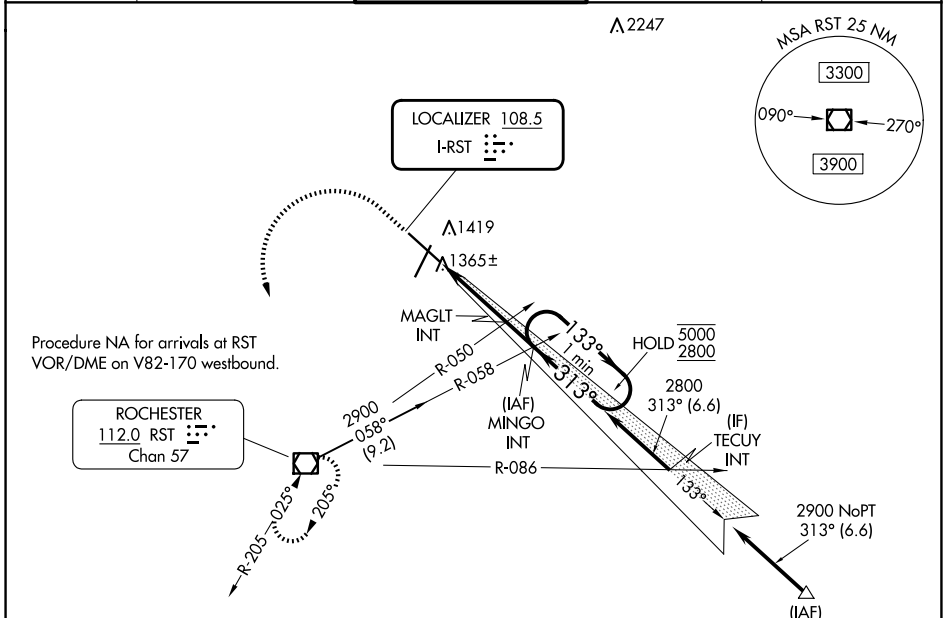 2247
MSA RST 25 NM
3300
090°
270°
3900
LOCALIZER 108.5
I-RST
1419
1365±
MAGLT
INT
Procedure NA for arrivals at RST
VOR/DME on V82-170 westbound.
R-050
R-058
133°
1 min
313°
HOLD
5000
2800
2800
313° (6.6)
(IAF)
MINGO
INT
(IF)
TECUY
INT
ROCHESTER
112.0 RST
Chan 57
2900
058°
(9.2)
R-086
133°
025°
205°
R-205
2900 NoPT
313° (6.6)
(IAF)